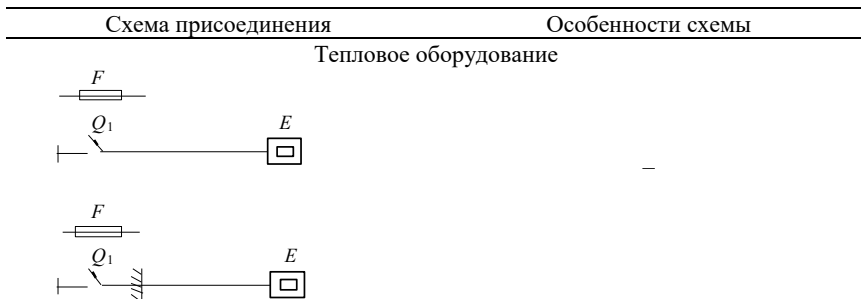 Схема присоединения Особенности схемы
Тепловое оборудование
F
Q1 E
–
F
Q1 E